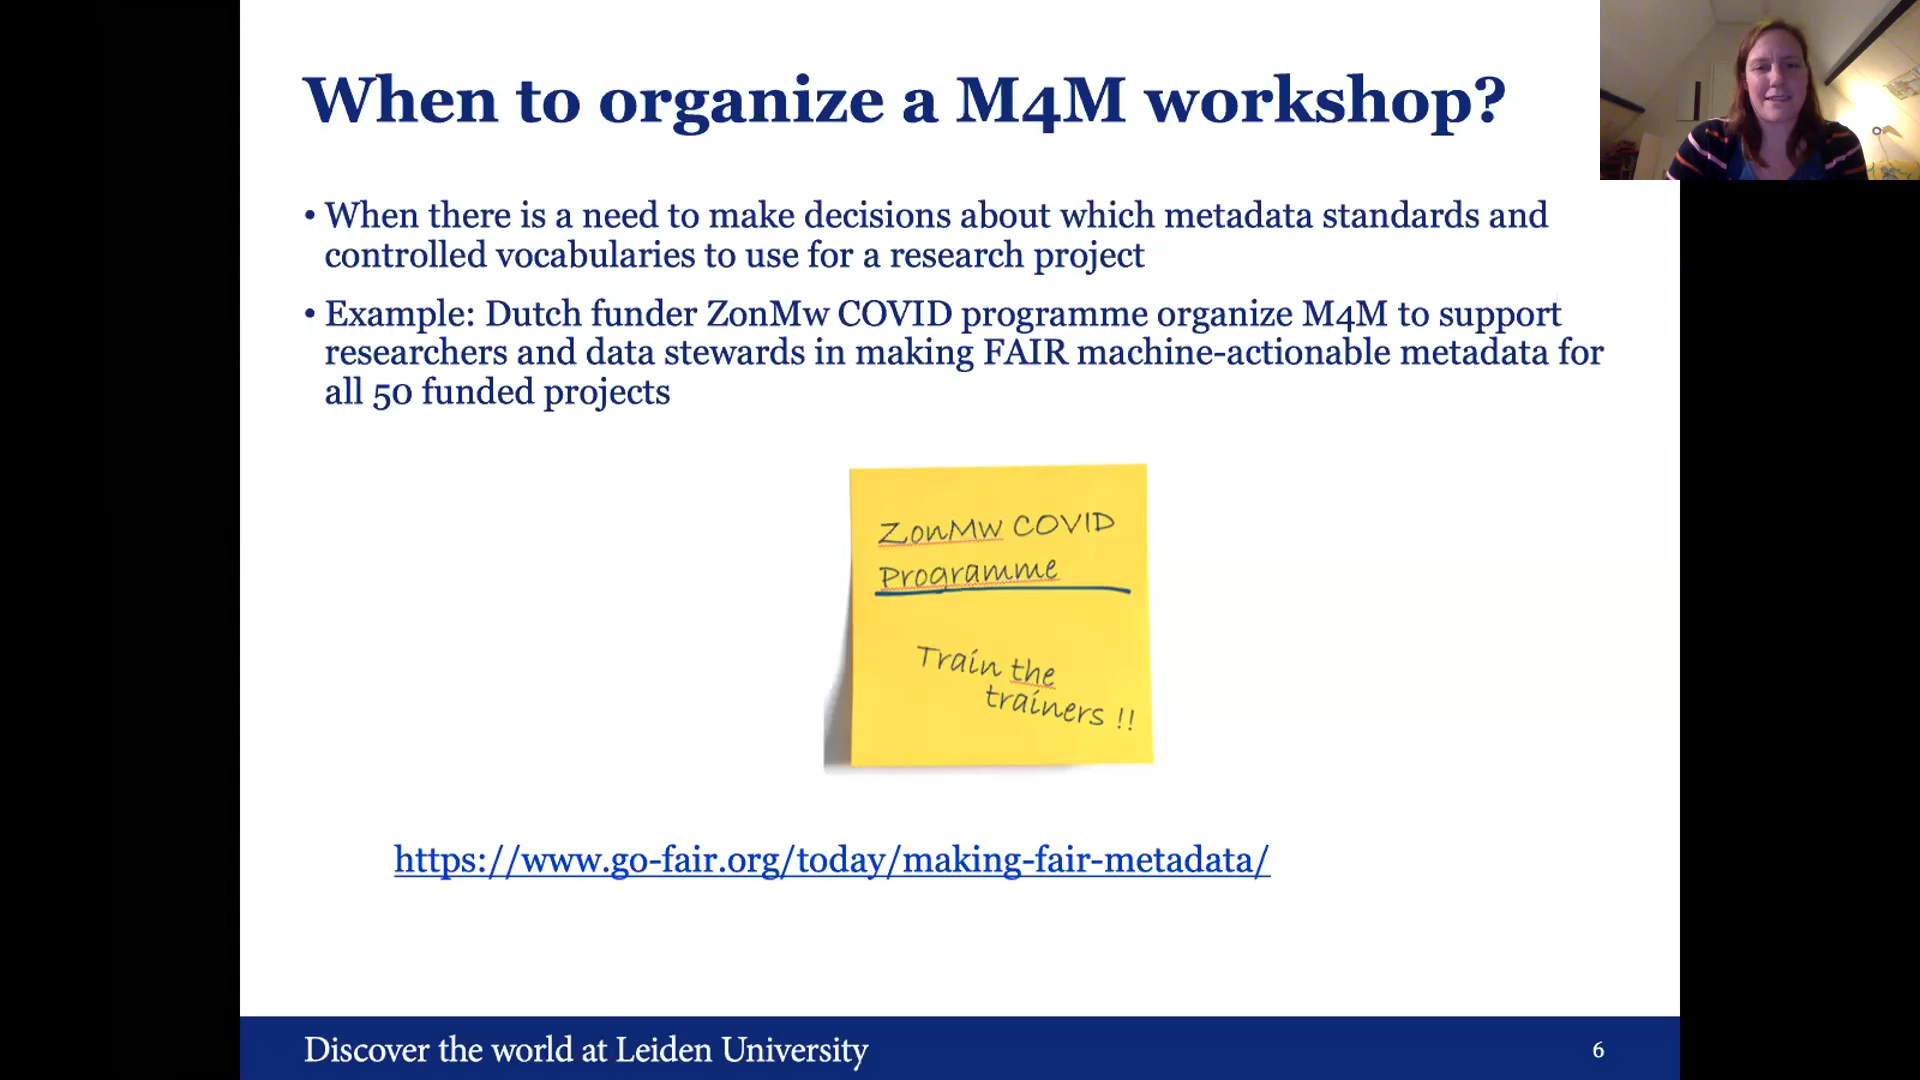 When to organize a M4M workshop?
• When there is a need to make decisions about which metadata standards and
controlled vocabularies to use for a research project
• Example: Dutch funder ZonMw COVID programme organize M4M to support
researchers and data stewards in making FAIR machine-actionable metadata for
all 50 funded projects
ZonMw COVID
Programme
Train the
trainers !!
https://www.go-fair.org/today/making-fair-metadata/
Discover the world at Leiden University
6